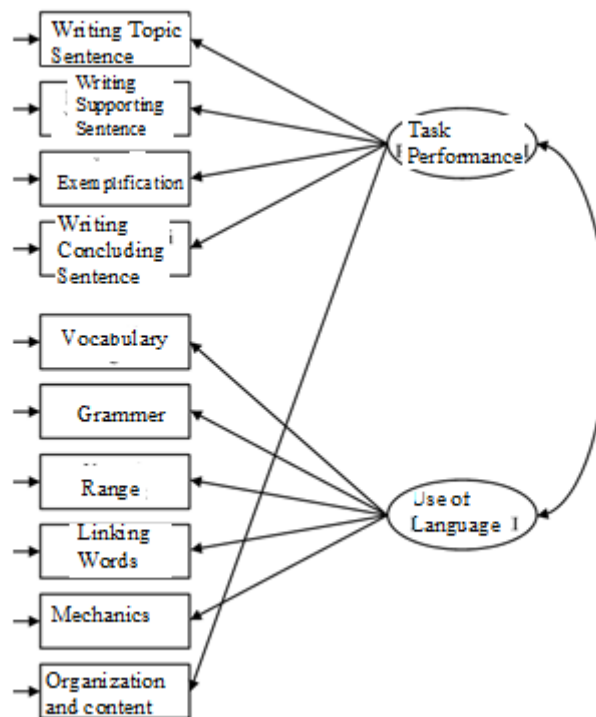 Writing Topic
Sentence
Writing
Supporting
Sentence
Exemplification
Writing
Concluding
Sentence
Vocabulary
Grammer
Range
Linking
Words
Mechanics
Organization
and content
Task
Performance
Use of
Language